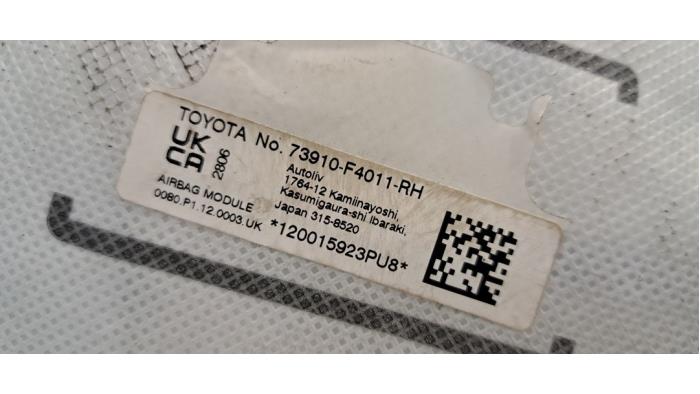 TOYOTA No. 73910-F4011-RH
UK
CA
2806
Autoliv
1764-12 Kamiinayoshi,
Kasumigaura-shi Ibaraki,
Japan 315-8520
AIRBAG MODULE
0080.P1.12.0003.UK
*120015923PU8*